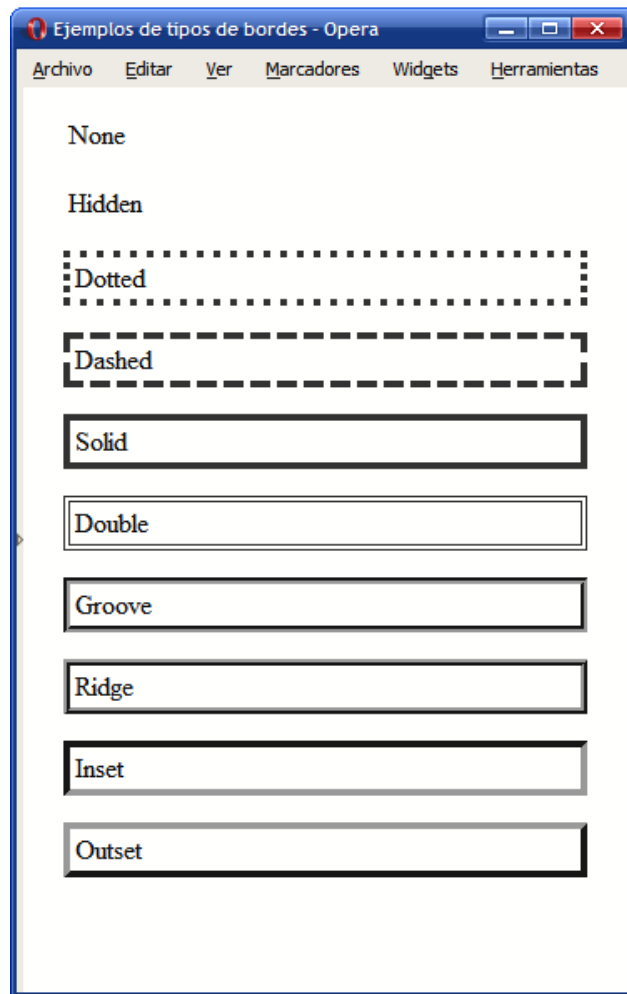 Ejemplos de tipos de bordes - Opera
Archivo Editar Ver Marcadores Widgets Herramientas
None
Hidden
Dotted
Dashed
Solid
Double
Groove
Ridge
Inset
Outset